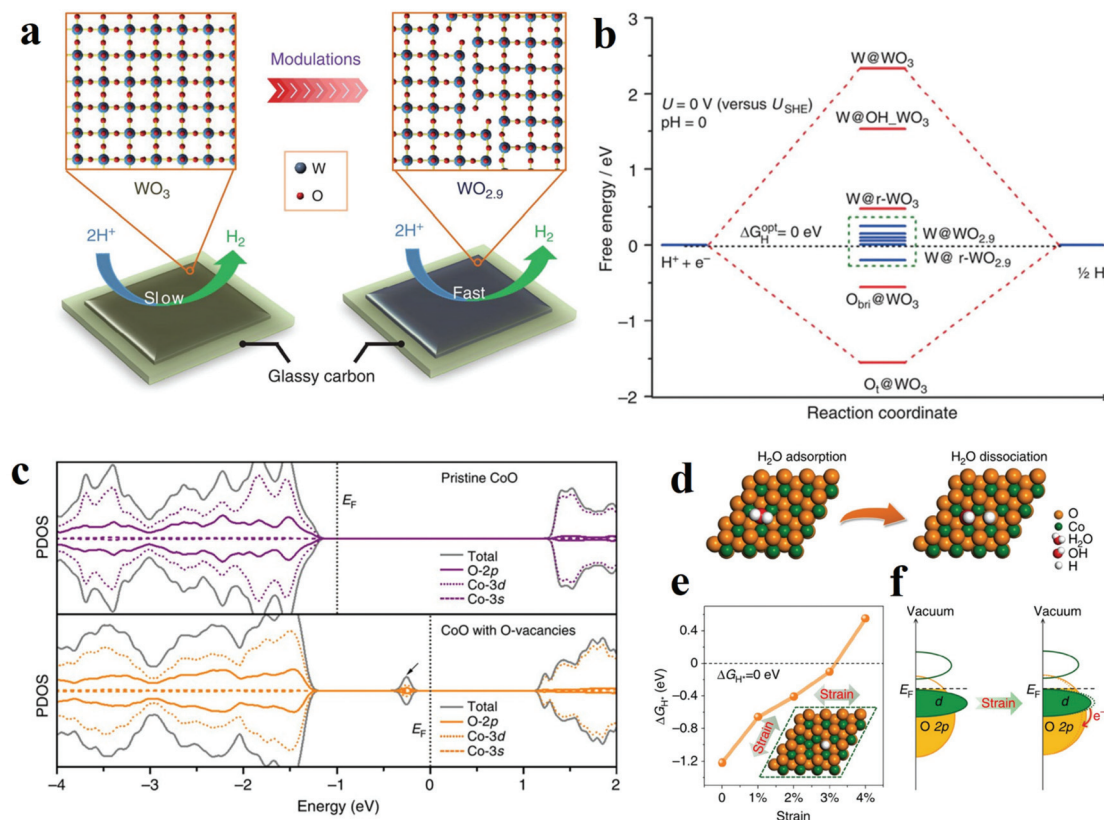 a
Modulations
W
O
WO3
WO2.9
2H+
H2
2H+
H2
Slow
Fast
Glassy carbon
b
3
2
1
0
−1
−2
Free energy / eV
U = 0 V (versus USHE)
pH = 0
W@WO3
W@OH_WO3
W@r-WO3
ΔGHopt = 0 eV
W@WO2.9
H+ + e−
W@ r-WO2.9
½ H
Obri@WO3
Ot@WO3
Reaction coordinate
c
PDOS
Pristine CoO
EF
Total
O-2p
Co-3d
Co-3s
PDOS
CoO with O-vacancies
EF
Total
O-2p
Co-3d
Co-3s
−4 −3 −2 −1 0 1 2
Energy (eV)
d
H2O adsorption
H2O dissociation
O
Co
H2O
OH
H
e
0.4
0
−0.4
−0.8
−1.2
ΔGH* (eV)
ΔGH*=0 eV
Strain
Strain
0 1% 2% 3% 4%
Strain
f
Vacuum
Vacuum
EF
d
O 2p
Strain
EF
d
O 2p
e−